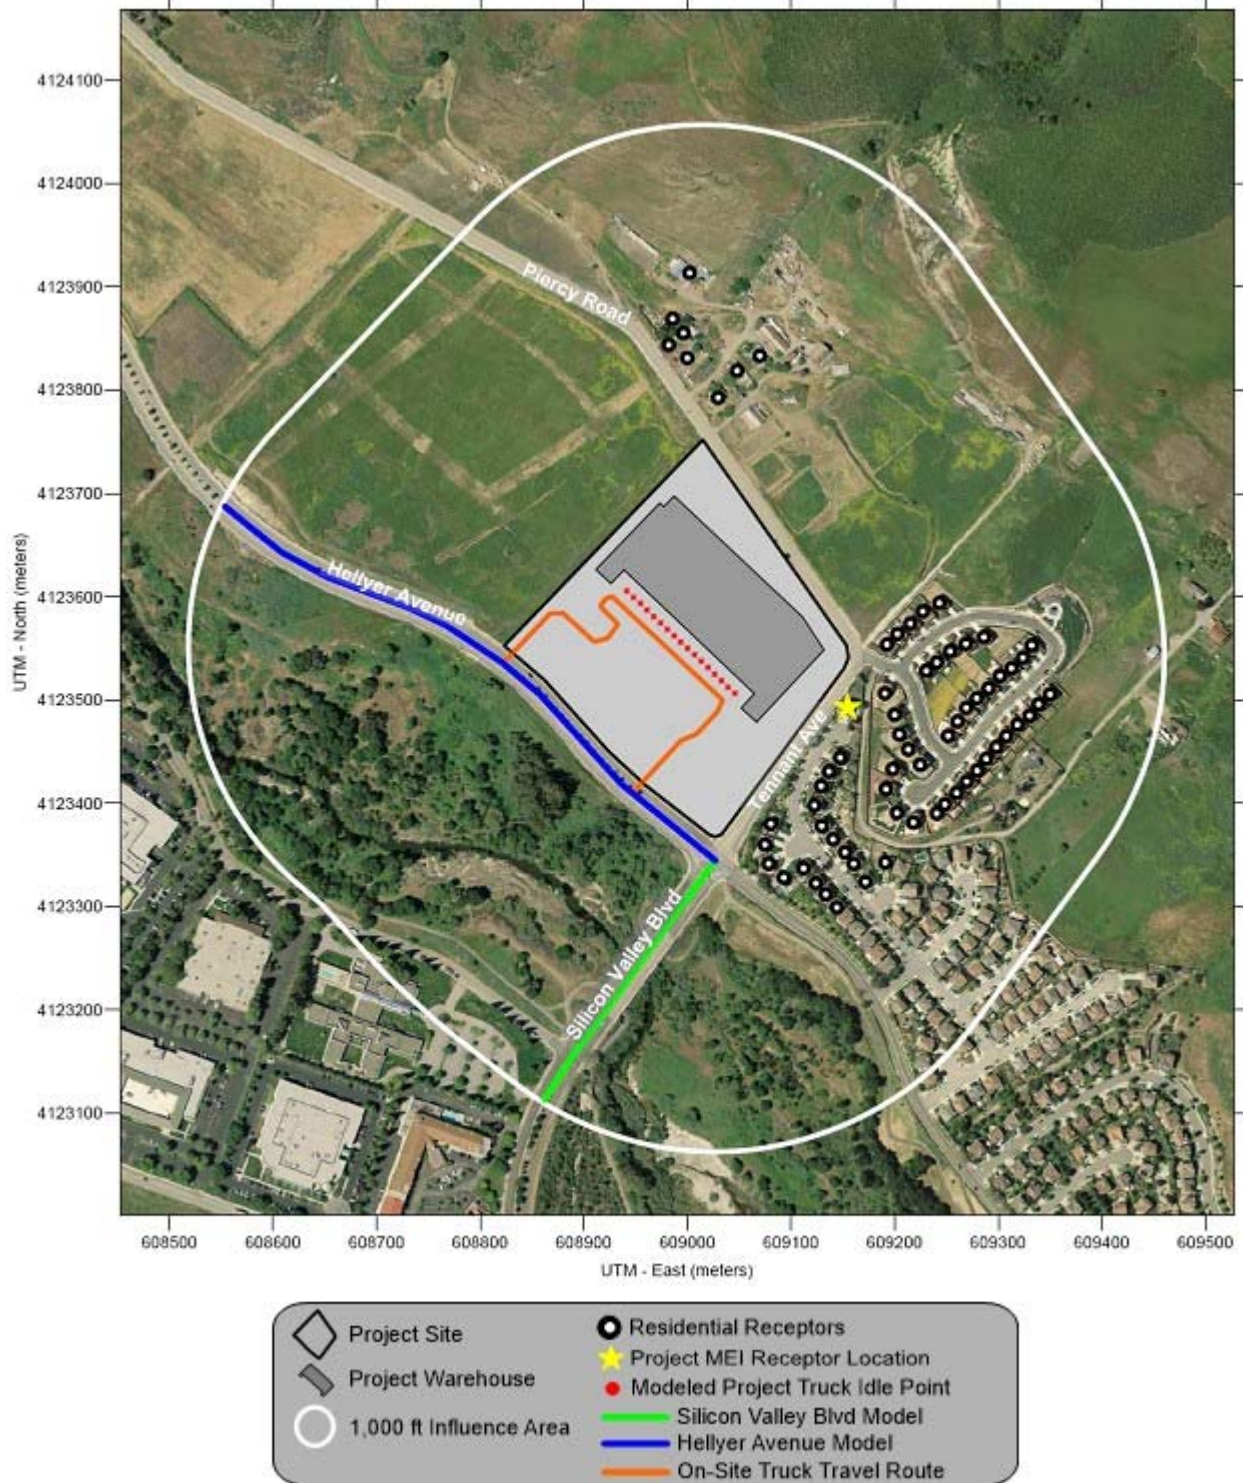 4124100
4124000
4123900
4123800
4123700
4123600
4123500
4123400
4123300
4123200
4123100
UTM - North (meters)
Piercy Road
Hellyer Avenue
Tennant Ave
Silicon Valley Blvd
608500 608600 608700 608800 608900 609000 609100 609200 609300 609400 609500
UTM - East (meters)
Project Site
Project Warehouse
1,000 ft Influence Area
Residential Receptors
Project MEI Receptor Location
Modeled Project Truck Idle Point
Silicon Valley Blvd Model
Hellyer Avenue Model
On-Site Truck Travel Route